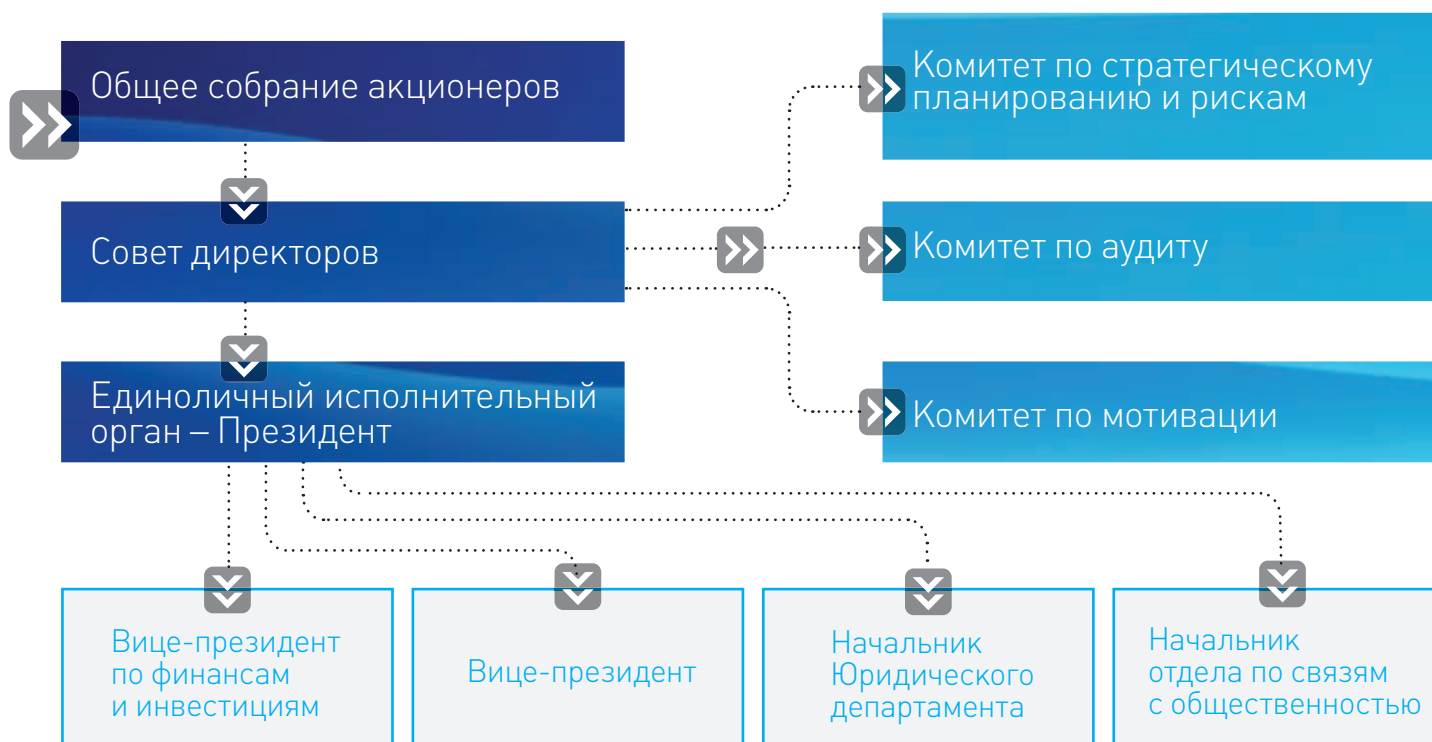 Общее собрание акционеров
Совет директоров
Единоличный исполнительный
орган – Президент
Комитет по стратегическому
планированию и рискам
Комитет по аудиту
Комитет по мотивации
Вице-президент
по финансам
и инвестициям
Вице-президент
Начальник
Юридического
департамента
Начальник
отдела по связям
с общественностью